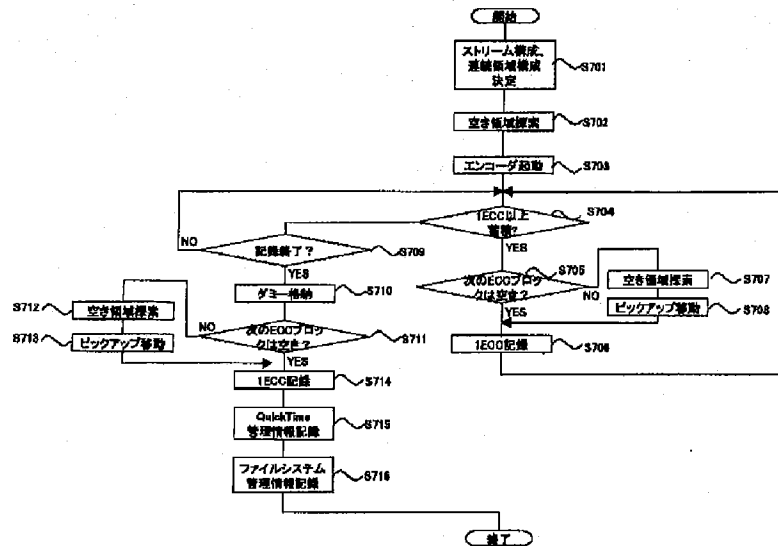 開始
ストリーム構成、
連続領域構成
決定
S701
空き領域探索
S702
エンコーダ起動
S703
1ECC以上
蓄積?
S704
NO
記録終了?
S709
YES
YES
次のECCブロッ
クは空き?
S705
NO
空き領域探索
S707
ピックアップ移動
S708
YES
1ECC記録
S706
ダミー格納
S710
S712
空き領域探索
S713
ピックアップ移動
NO
次のECCブロッ
クは空き?
S711
YES
1ECC記録
S714
QuickTime
管理情報記録
S715
ファイルシステム
管理情報記録
S716
終了